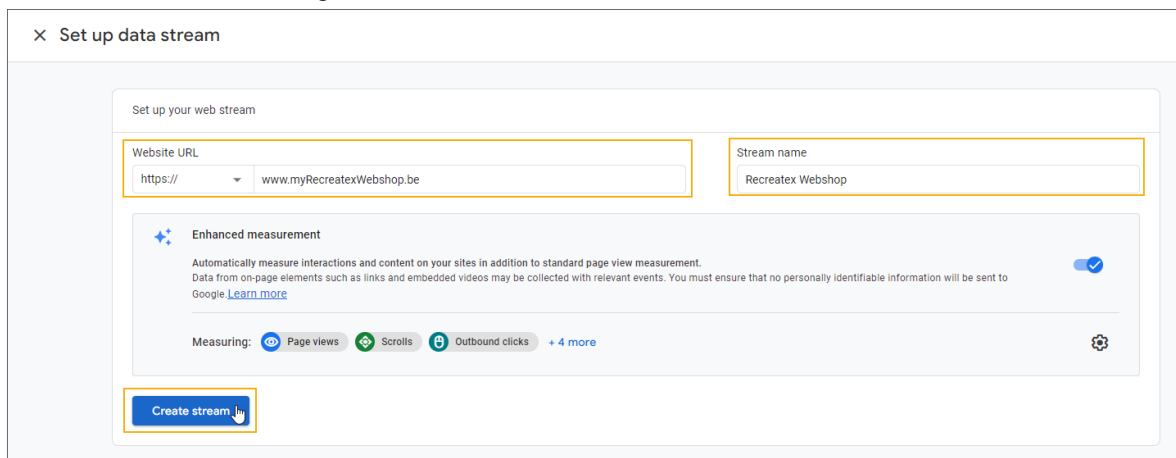 × Set up data stream
Set up your web stream
Website URL
Stream name
https://
www.myRecreatexWebshop.be
Recreatex Webshop
Enhanced measurement
Automatically measure interactions and content on your sites in addition to standard page view measurement.
Data from on-page elements such as links and embedded videos may be collected with relevant events. You must ensure that no personally identifiable information will be sent to
Google.Learn more
Measuring: Page views Scrolls Outbound clicks + 4 more
Create stream